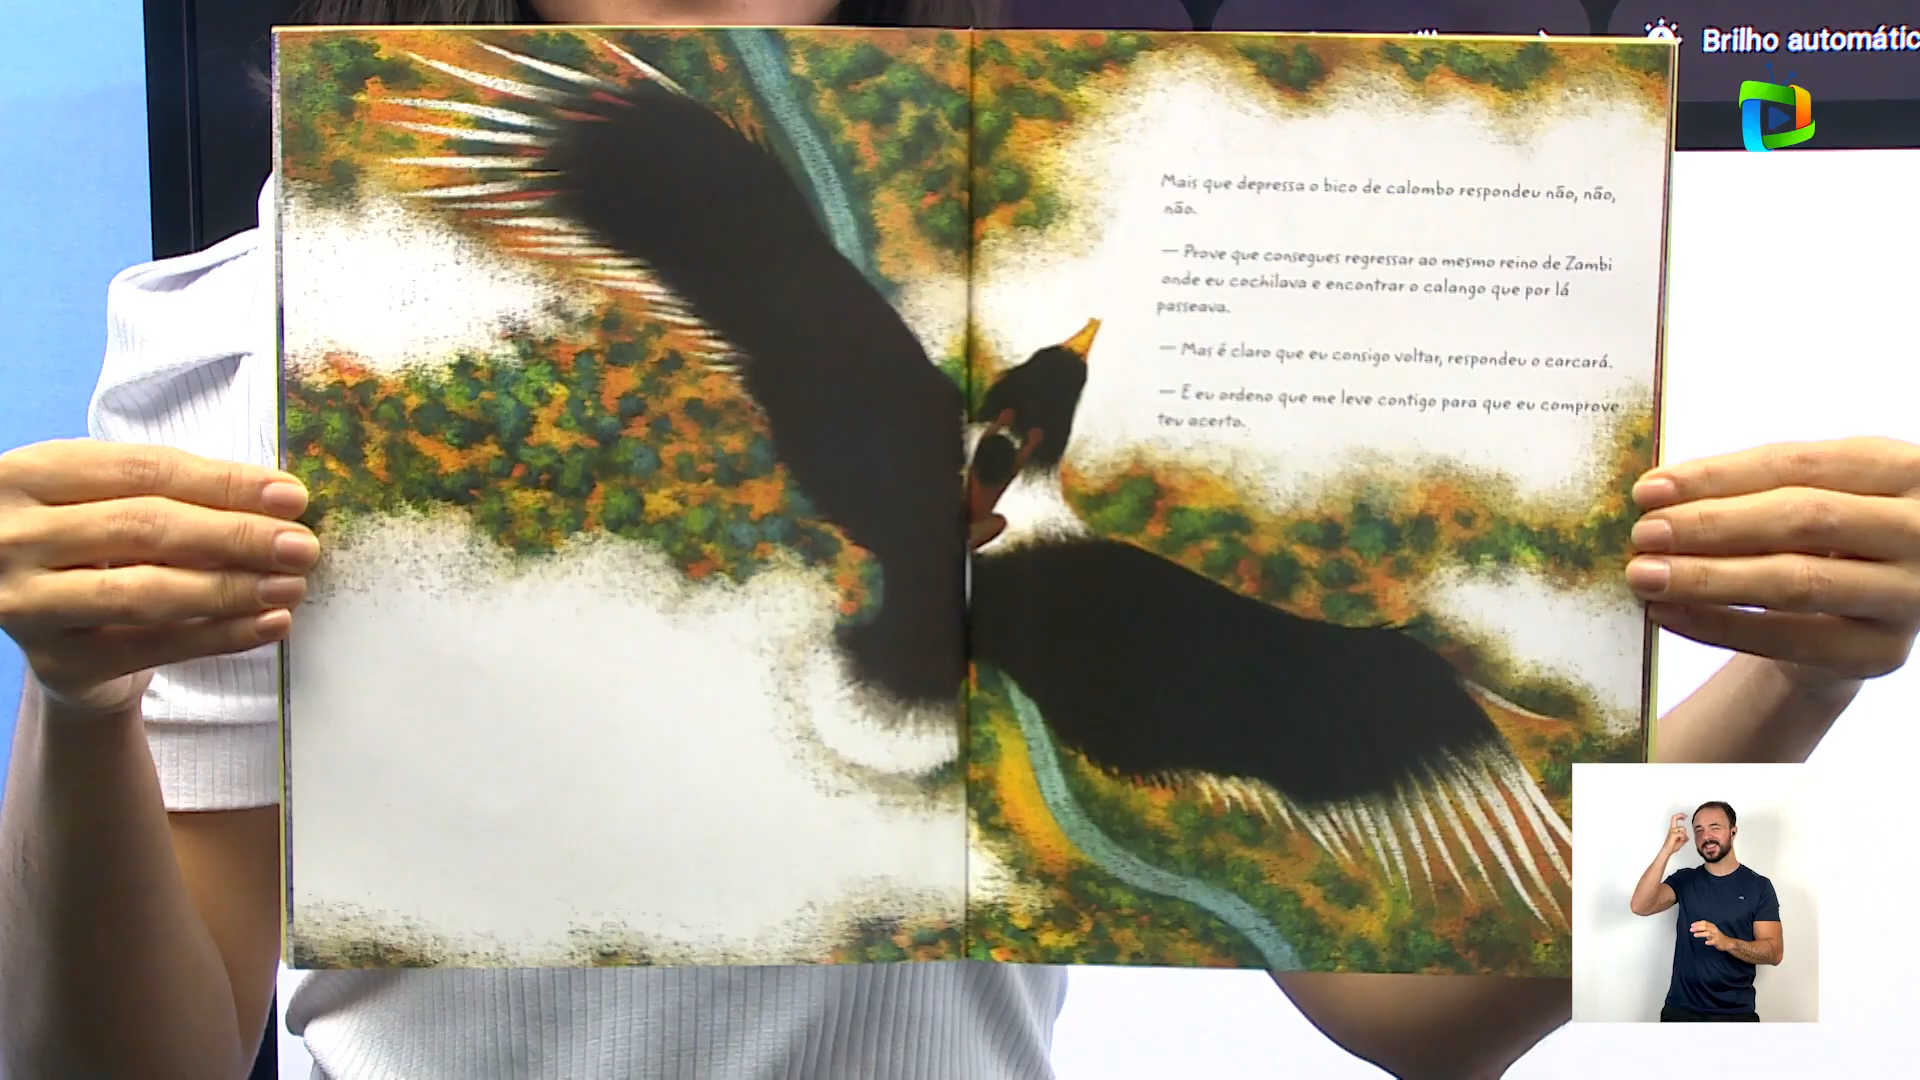 Brilho automátic
Mais que depressa o bico de calombo respondeu não, não,
não.
— Prove que consegues regressar ao mesmo reino de Zambi
onde eu cochilava e encontrar o calango que por lá
passeava.
— Mas é claro que eu consigo voltar, respondeu o carcará.
— E eu ordeno que me leve contigo para que eu comprove
teu acerto.